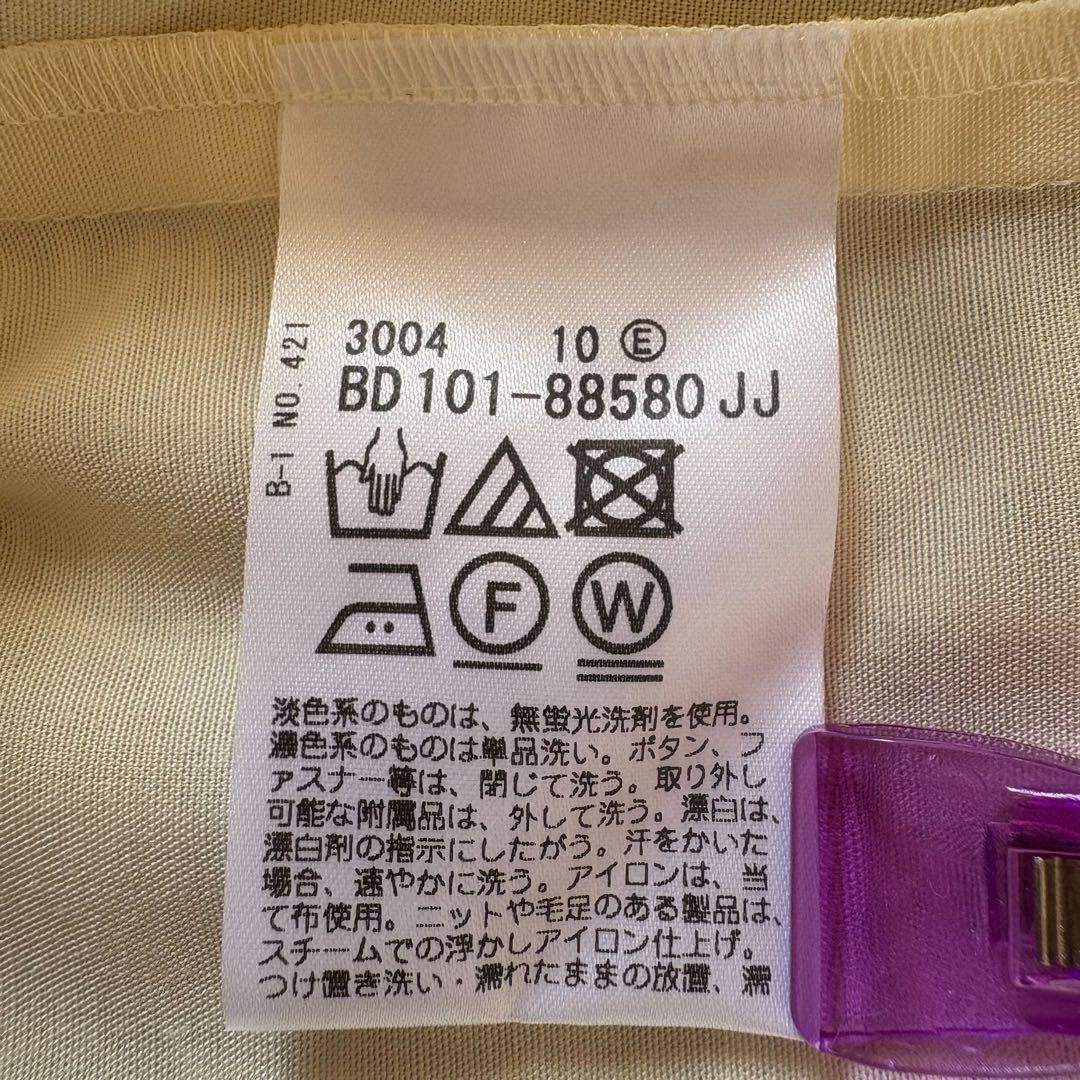 B-1 NO.421
3004 10 Ⓔ
BD 101-88580 JJ
F W
淡色系のものは、無蛍光洗剤を使用。
濃色系のものは単品洗い。ボタン、フ
ァスナー等は、閉じて洗う。取り外し
可能な附属品は、外して洗う。漂白は、
漂白剤の指示にしたがう。汗をかいた
場合、速やかに洗う。アイロンは、当
て布使用。ニットや毛足のある製品は、
スチームでの浮かしアイロン仕上げ。
つけ置き洗い・濡れたままの放置、濡